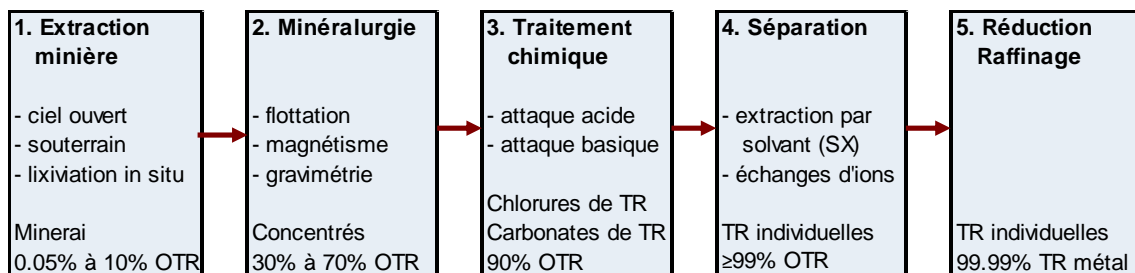 1. Extraction
minière
- ciel ouvert
- souterrain
- lixiviation in situ
Minerai
0.05% à 10% OTR
2. Minéralurgie
- flottation
- magnétisme
- gravimétrie
Concentrés
30% à 70% OTR
3. Traitement
chimique
- attaque acide
- attaque basique
Chlorures de TR
Carbonates de TR
90% OTR
4. Séparation
- extraction par
solvant (SX)
- échanges d'ions
TR individuelles
≥99% OTR
5. Réduction
Raffinage
TR individuelles
99.99% TR métal